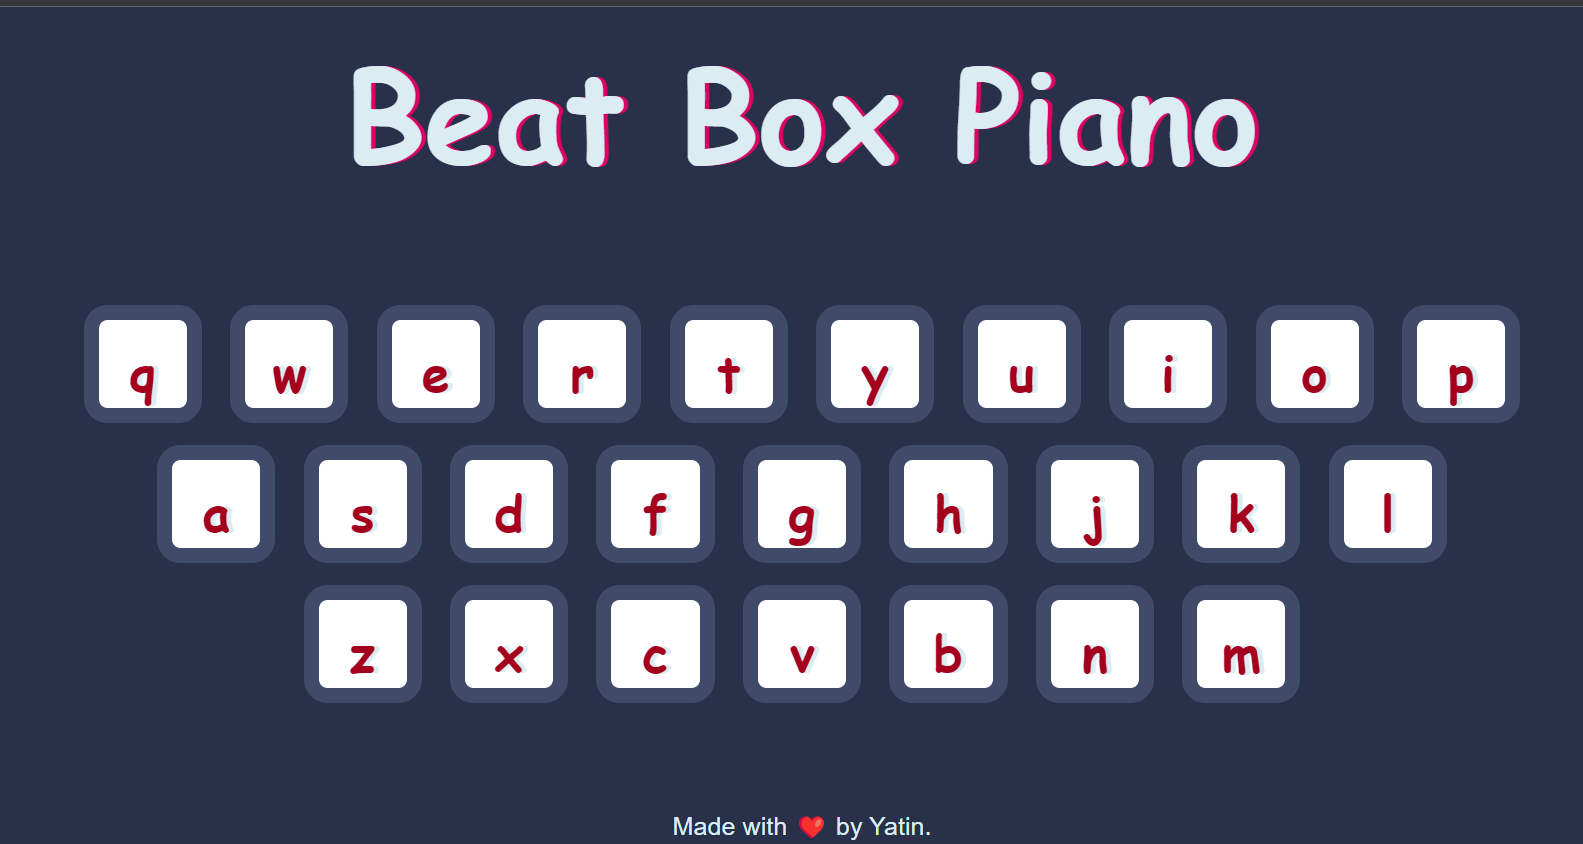 Beat Box Piano
q w e r t y u i o p
a s d f g h j k l
z x c v b n m
Made with ❤️ by Yatin.